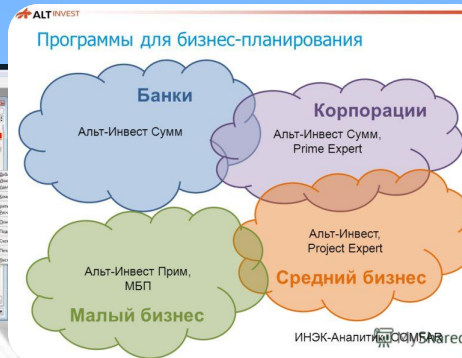 ALT INVEST
Программы для бизнес-планирования
Банки
Альт-Инвест Сумм
Корпорации
Альт-Инвест Сумм,
Prime Expert
Альт-Инвест Прим,
МБП
Малый бизнес
Альт-Инвест,
Project Expert
Средний бизнес
ИНЭК-Аналитик, COMFAR
MyShared